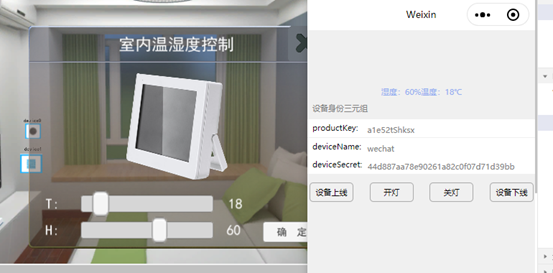 室内温湿度控制
T:
18
H:
60
确 定
Weixin
湿度：60%温度：18℃
设备身份三元组
productKey:
a1e52tShksx
deviceName:
wechat
deviceSecret:
44d887aa78e90261a82c0f07d71d39bb
设备上线
开灯
关灯
设备下线